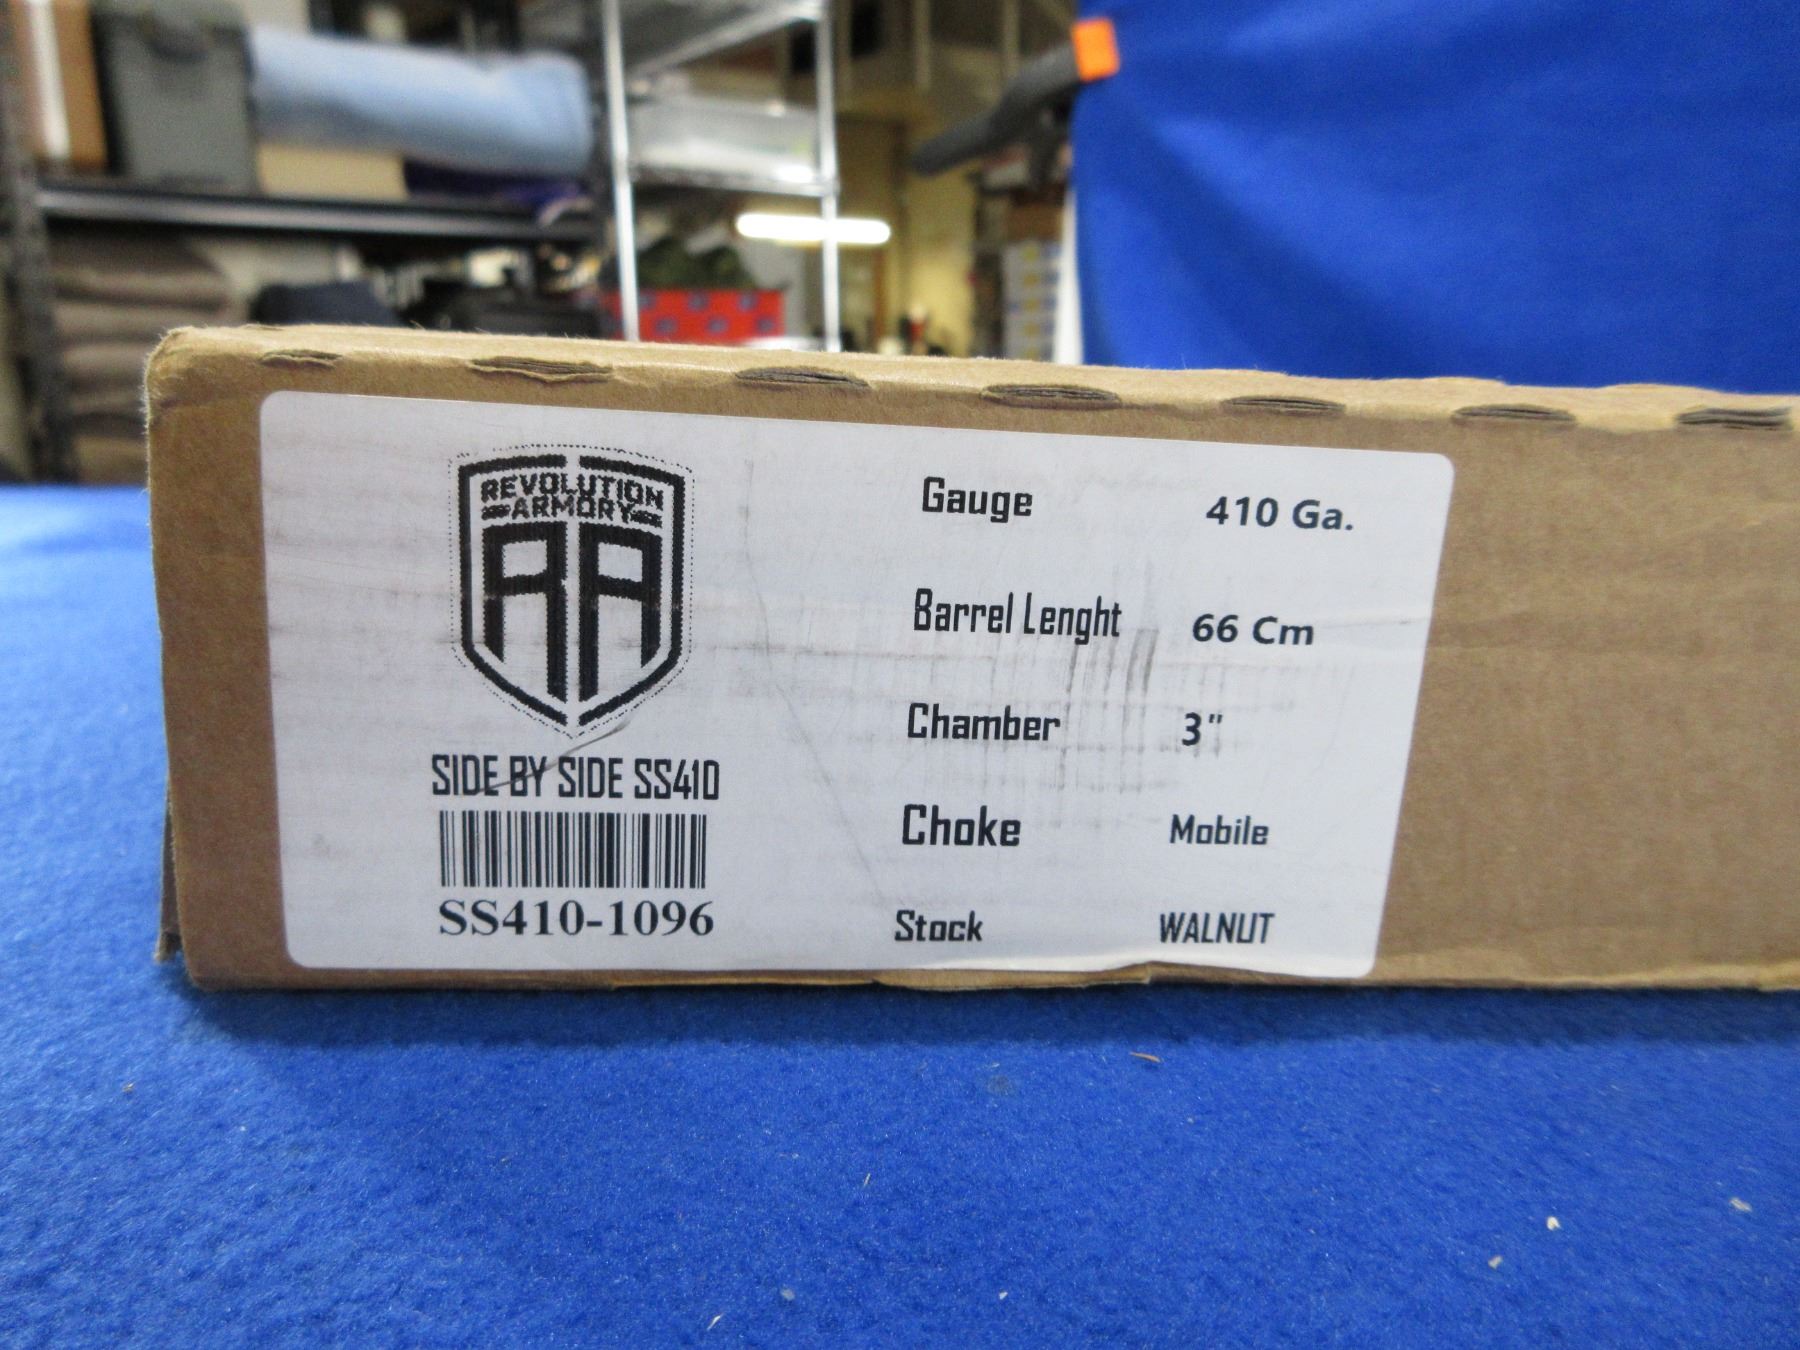 REVOLUTION
ARMORY
RA
SIDE BY SIDE SS410
SS410-1096
Gauge 410 Ga.
Barrel Lenght 66 Cm
Chamber 3"
Choke Mobile
Stock WALNUT